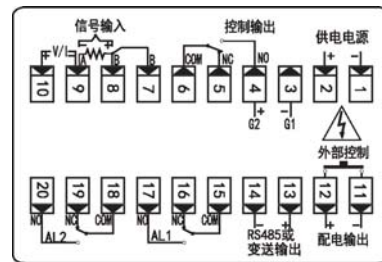 信号输入 控制输出 供电电源
+ V/I A B B COM NC NO + −
10 9 8 7 6 5 4 3 2 1
+ −
G2 G1
外部控制
20 19 18 17 16 15 14 13 12 11
NO NC COM NO NC COM − + + −
AL2 AL1 RS485或 配电输出
变送输出